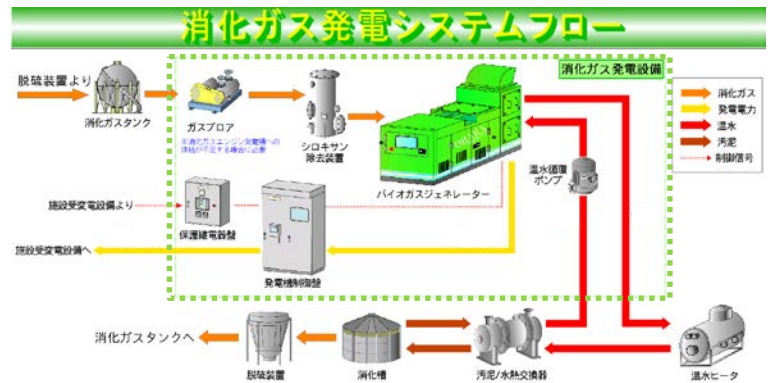 消化ガス発電システムフロー
脱硫装置より
消化ガスタンク
ガスブロア
シロキサン
除去装置
消化ガス発電設備
バイオガスジェネレーター
温水循環
ポンプ
消化ガス
発電電力
温水
汚泥
制御信号
施設受変電設備より
保護継電器盤
施設受変電設備へ
発電機制御盤
消化ガスタンクへ
脱硫装置
消化槽
汚泥/水熱交換器
温水ヒータ